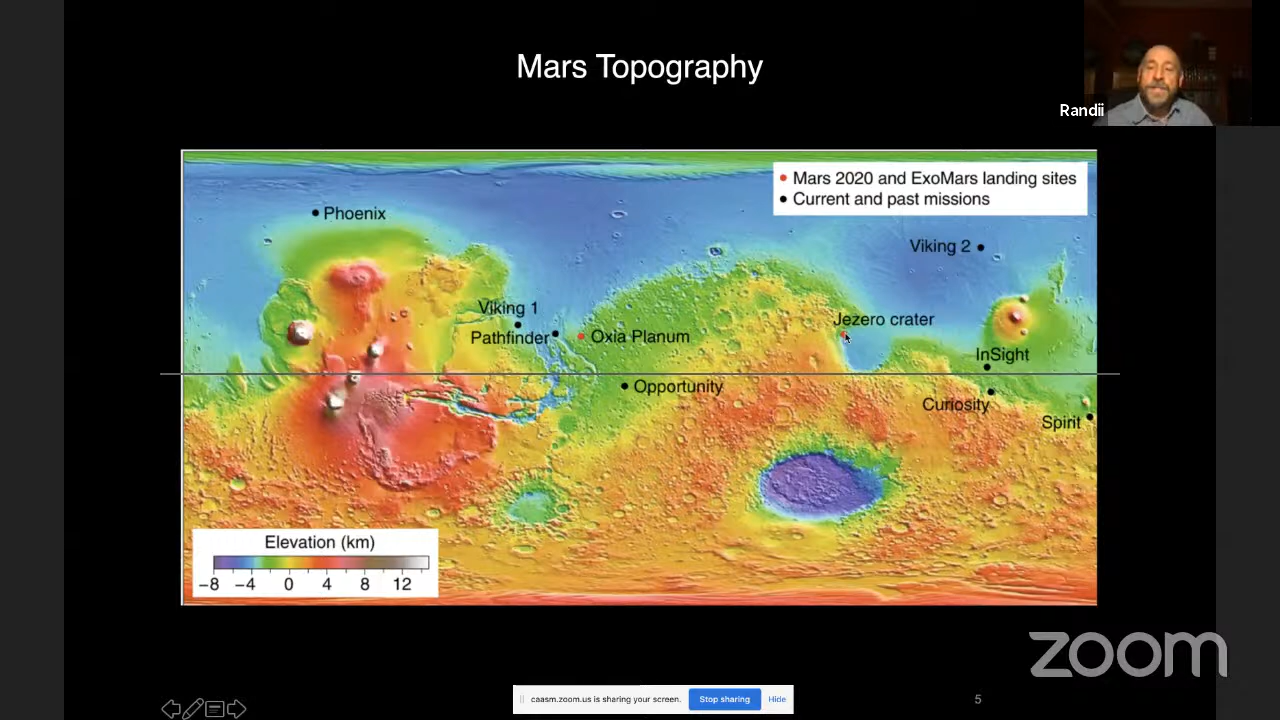 Mars Topography
Randii
Mars 2020 and ExoMars landing sites
Current and past missions
Phoenix
Viking 2
Viking 1
Jezero crater
Pathfinder
Oxia Planum
InSight
Opportunity
Curiosity
Spirit
Elevation (km)
−8 −4 0 4 8 12
zoom
caasm.zoom.us is sharing your screen. Stop sharing Hide
5